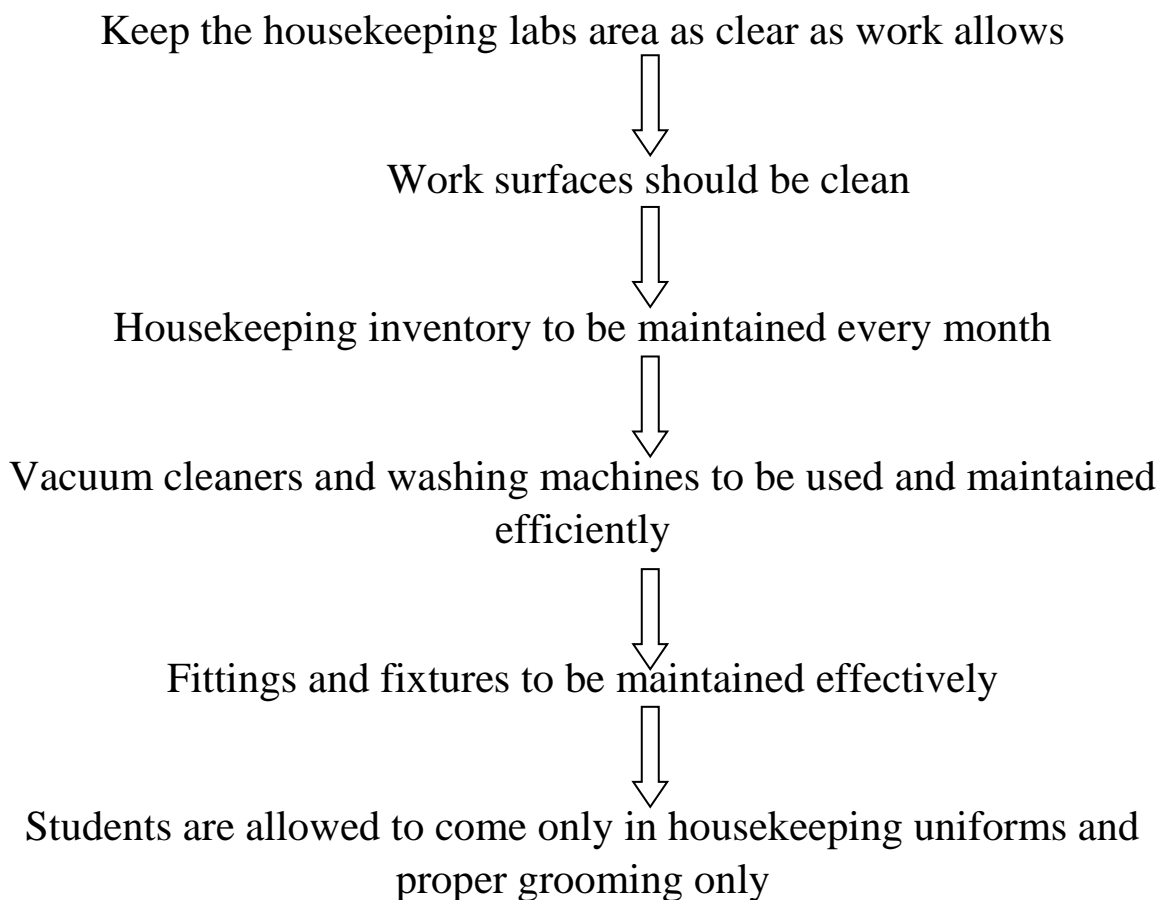 Keep the housekeeping labs area as clear as work allows
Work surfaces should be clean
Housekeeping inventory to be maintained every month
Vacuum cleaners and washing machines to be used and maintained
efficiently
Fittings and fixtures to be maintained effectively
Students are allowed to come only in housekeeping uniforms and
proper grooming only